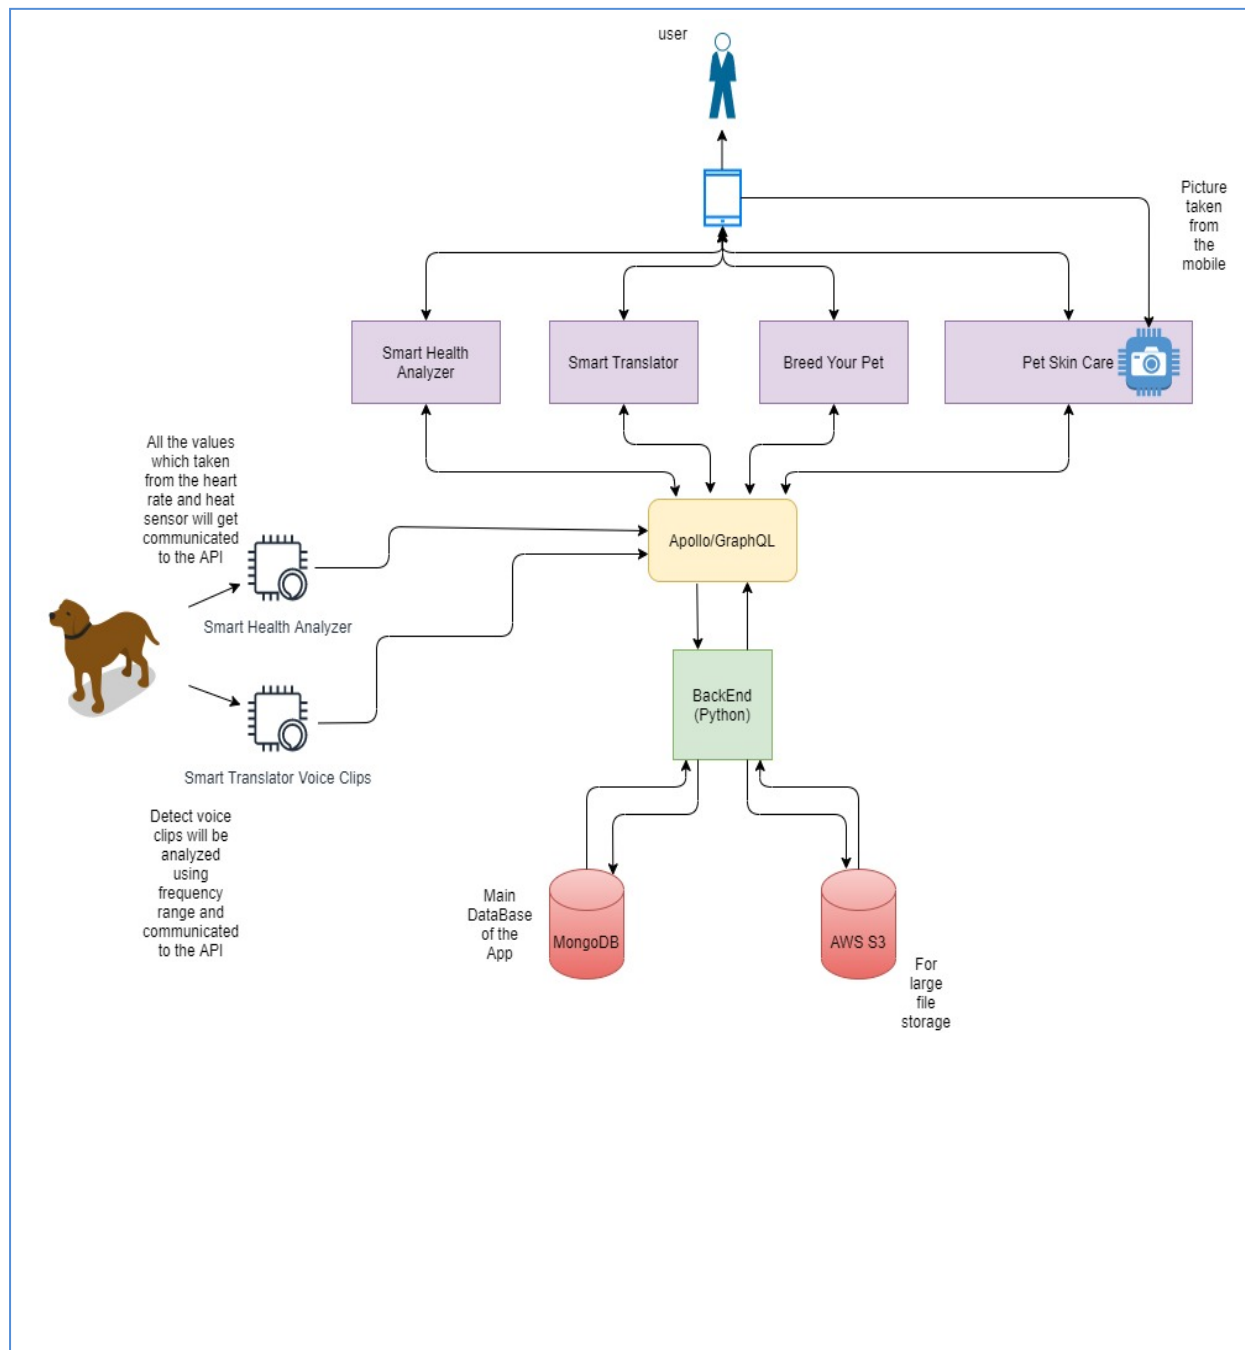 user
Picture
taken
from
the
mobile
Smart Health
Analyzer
Smart Translator
Breed Your Pet
Pet Skin Care
All the values
which taken
from the heart
rate and heat
sensor will get
communicated
to the API
Apollo/GraphQL
Smart Health Analyzer
BackEnd
(Python)
Smart Translator Voice Clips
Detect voice
clips will be
analyzed
using
frequency
range and
communicated
to the API
Main
DataBase
of the
App
MongoDB
AWS S3
For
large
file
storage